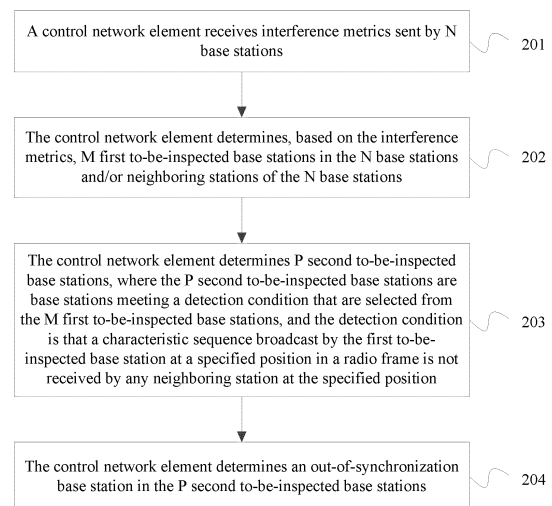 A control network element receives interference metrics sent by N
base stations
201
The control network element determines, based on the interference
metrics, M first to-be-inspected base stations in the N base stations
and/or neighboring stations of the N base stations
202
The control network element determines P second to-be-inspected
base stations, where the P second to-be-inspected base stations are
base stations meeting a detection condition that are selected from
the M first to-be-inspected base stations, and the detection condition
is that a characteristic sequence broadcast by the first to-be-
inspected base station at a specified position in a radio frame is not
received by any neighboring station at the specified position
203
The control network element determines an out-of-synchronization
base station in the P second to-be-inspected base stations
204